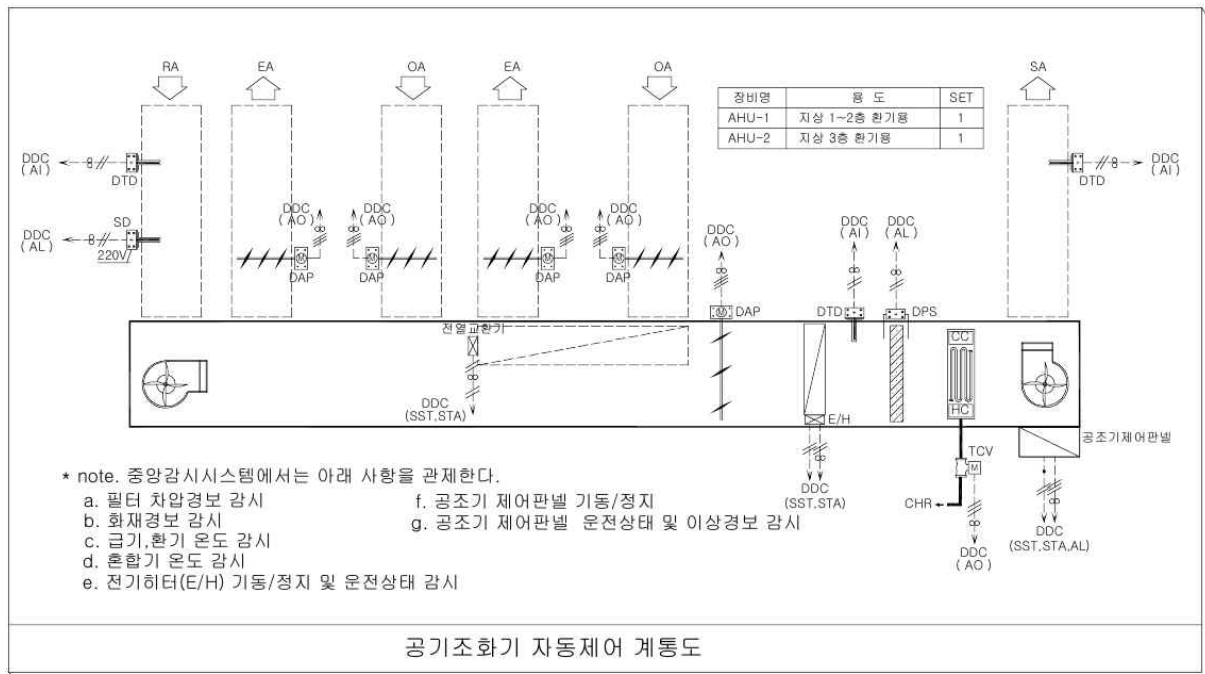 RA
EA
OA
EA
OA
SA
장비명 용 도 SET
AHU-1 지상 1~2층 환기용 1
AHU-2 지상 3층 환기용 1
DDC
(AI)
DTD
DDC
(AI)
DTD
SD
DDC
(AL)
220V
DDC
(AO)
DDC
(AO)
DDC
(AO)
DDC
(AO)
DDC
(AO)
DDC
(AI)
DDC
(AL)
M
M
M
M
DAP
DAP
DAP
DAP
M
DAP
DTD
DPS
전열교환기
CC
HC
DDC
(SST,STA)
E/H
공조기제어판넬
TCV
M
DDC
(SST,STA)
CHR
DDC
(AO)
DDC
(SST,STA,AL)
* note. 중앙감시시스템에서는 아래 사항을 관제한다.
a. 필터 차압경보 감시
b. 화재경보 감시
c. 급기,환기 온도 감시
d. 혼합기 온도 감시
e. 전기히터(E/H) 기동/정지 및 운전상태 감시
f. 공조기 제어판넬 기동/정지
g. 공조기 제어판넬 운전상태 및 이상경보 감시
공기조화기 자동제어 계통도